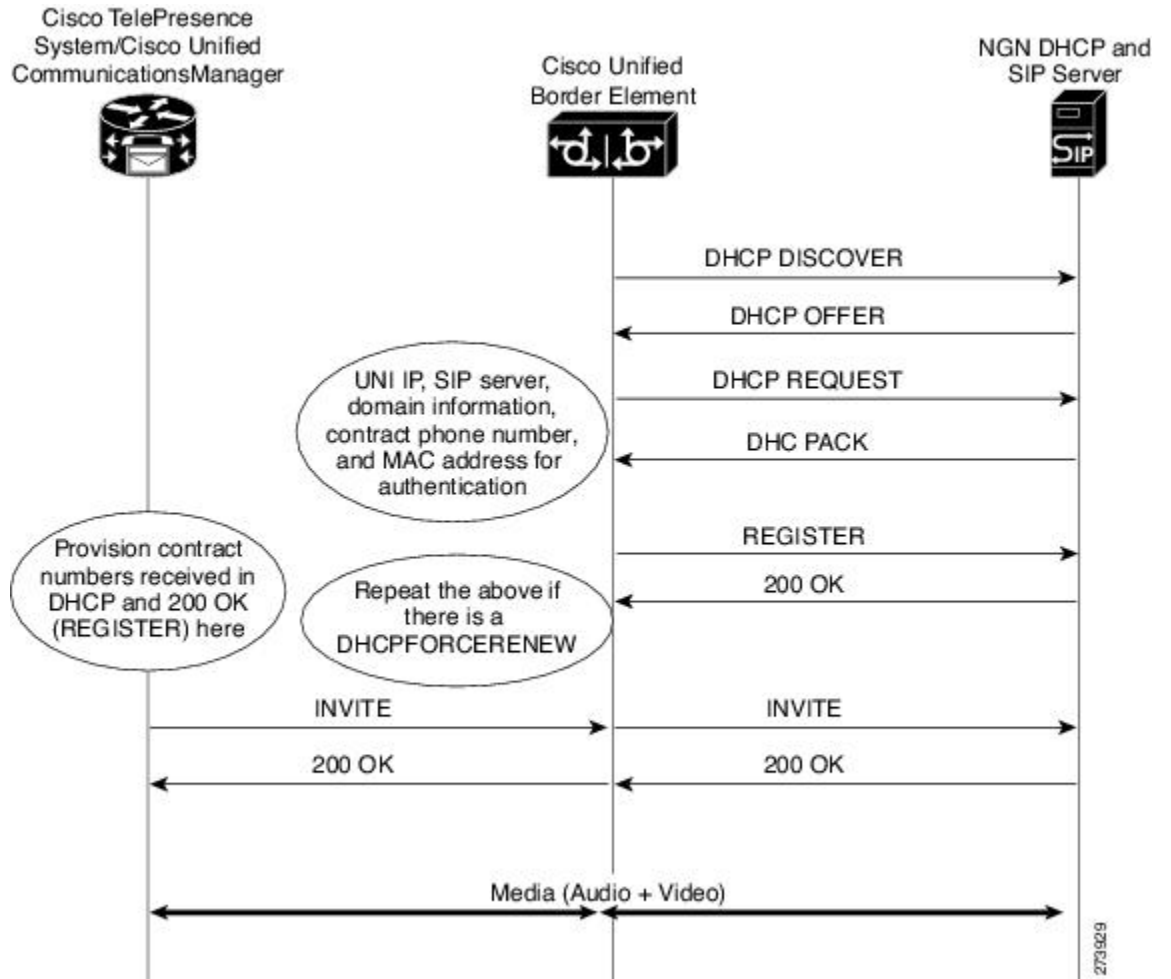 Cisco TelePresence
System/Cisco Unified
CommunicationsManager
Cisco Unified
Border Element
NGN DHCP and
SIP Server
SIP
DHCP DISCOVER
DHCP OFFER
UNI IP, SIP server,
domain information,
contract phone number,
and MAC address for
authentication
DHCP REQUEST
DHC PACK
REGISTER
Provision contract
numbers received in
DHCP and 200 OK
(REGISTER) here
200 OK
Repeat the above if
there is a
DHCPFORCERENEW
INVITE
INVITE
200 OK
200 OK
Media (Audio + Video)
273929